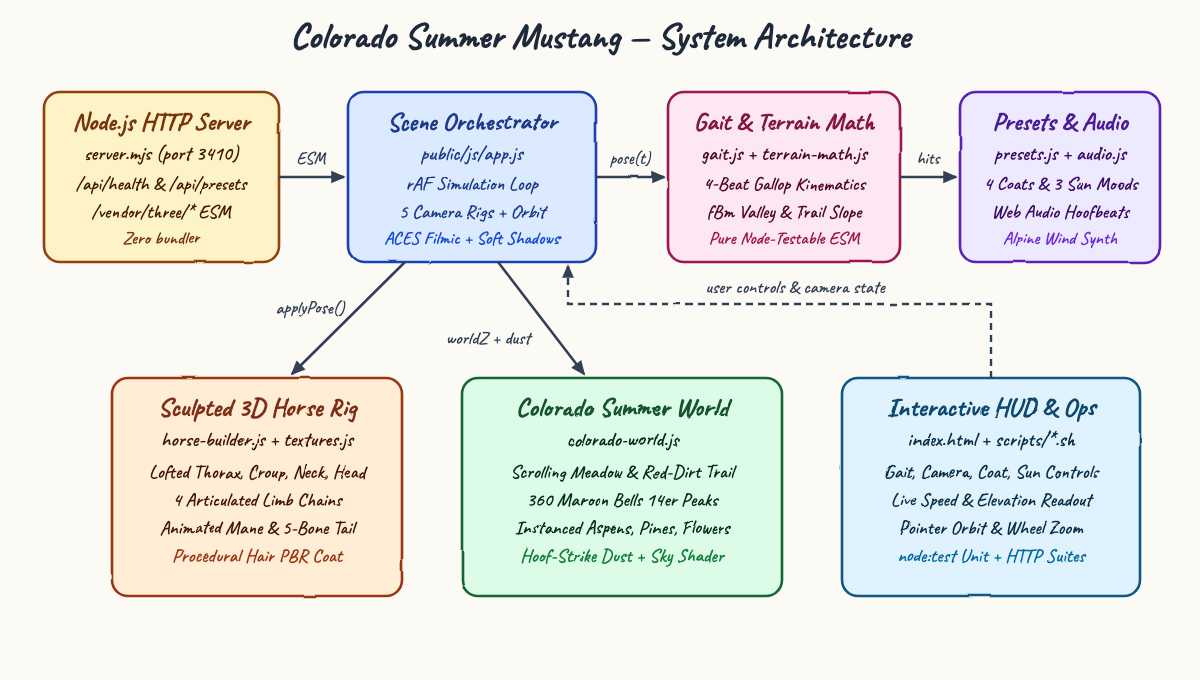 Colorado Summer Mustang — System Architecture
Node.js HTTP Server
server.mjs (port 3410)
/api/health & /api/presets
/vendor/three/* ESM
Zero bundler
ESM
Scene Orchestrator
public/js/app.js
rAF Simulation Loop
5 Camera Rigs + Orbit
ACES Filmic + Soft Shadows
pose(t)
Gait & Terrain Math
gait.js + terrain-math.js
4-Beat Gallop Kinematics
fBm Valley & Trail Slope
Pure Node-Testable ESM
hits
Presets & Audio
presets.js + audio.js
4 Coats & 3 Sun Moods
Web Audio Hoofbeats
Alpine Wind Synth
applyPose()
worldZ + dust
user controls & camera state
Sculpted 3D Horse Rig
horse-builder.js + textures.js
Lofted Thorax, Croup, Neck, Head
4 Articulated Limb Chains
Animated Mane & 5-Bone Tail
Procedural Hair PBR Coat
Colorado Summer World
colorado-world.js
Scrolling Meadow & Red-Dirt Trail
360 Maroon Bells 14er Peaks
Instanced Aspens, Pines, Flowers
Hoof-Strike Dust + Sky Shader
Interactive HUD & Ops
index.html + scripts/*.sh
Gait, Camera, Coat, Sun Controls
Live Speed & Elevation Readout
Pointer Orbit & Wheel Zoom
node:test Unit + HTTP Suites